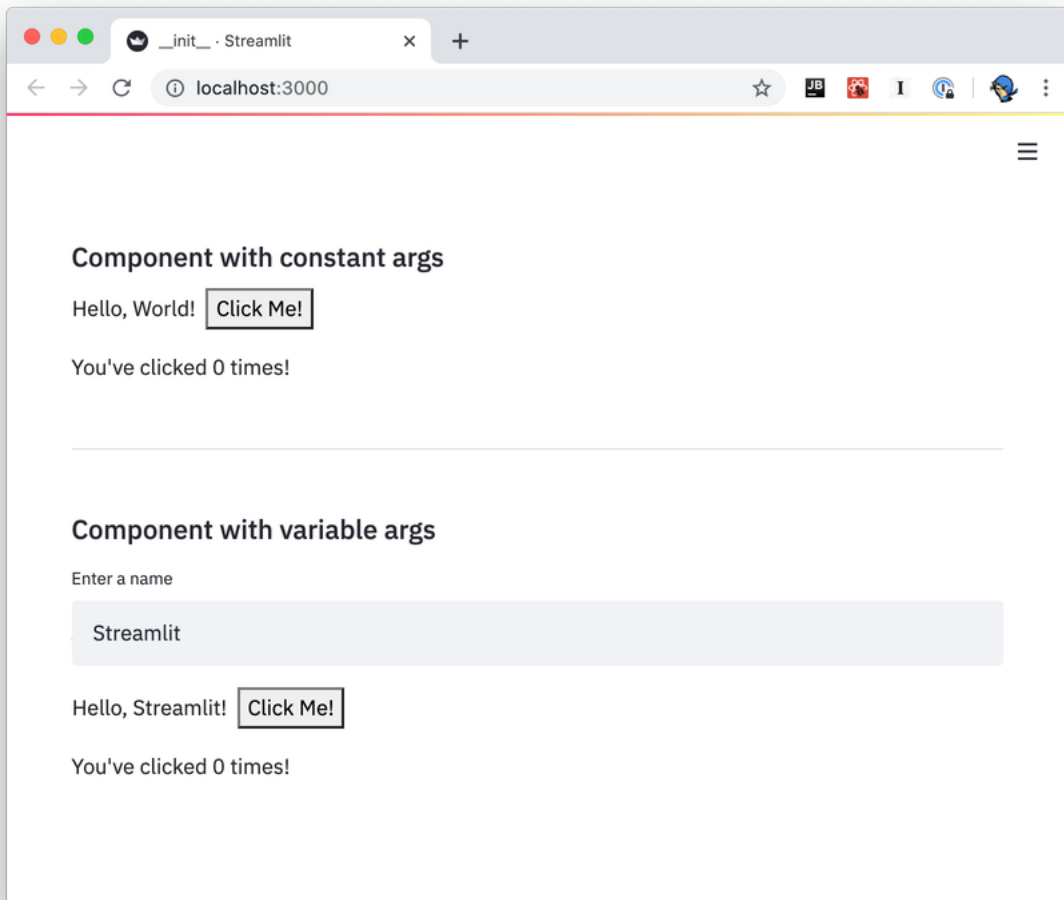 __init__ · Streamlit
localhost:3000
JB
I
Component with constant args
Hello, World! Click Me!
You've clicked 0 times!
Component with variable args
Enter a name
Streamlit
Hello, Streamlit! Click Me!
You've clicked 0 times!